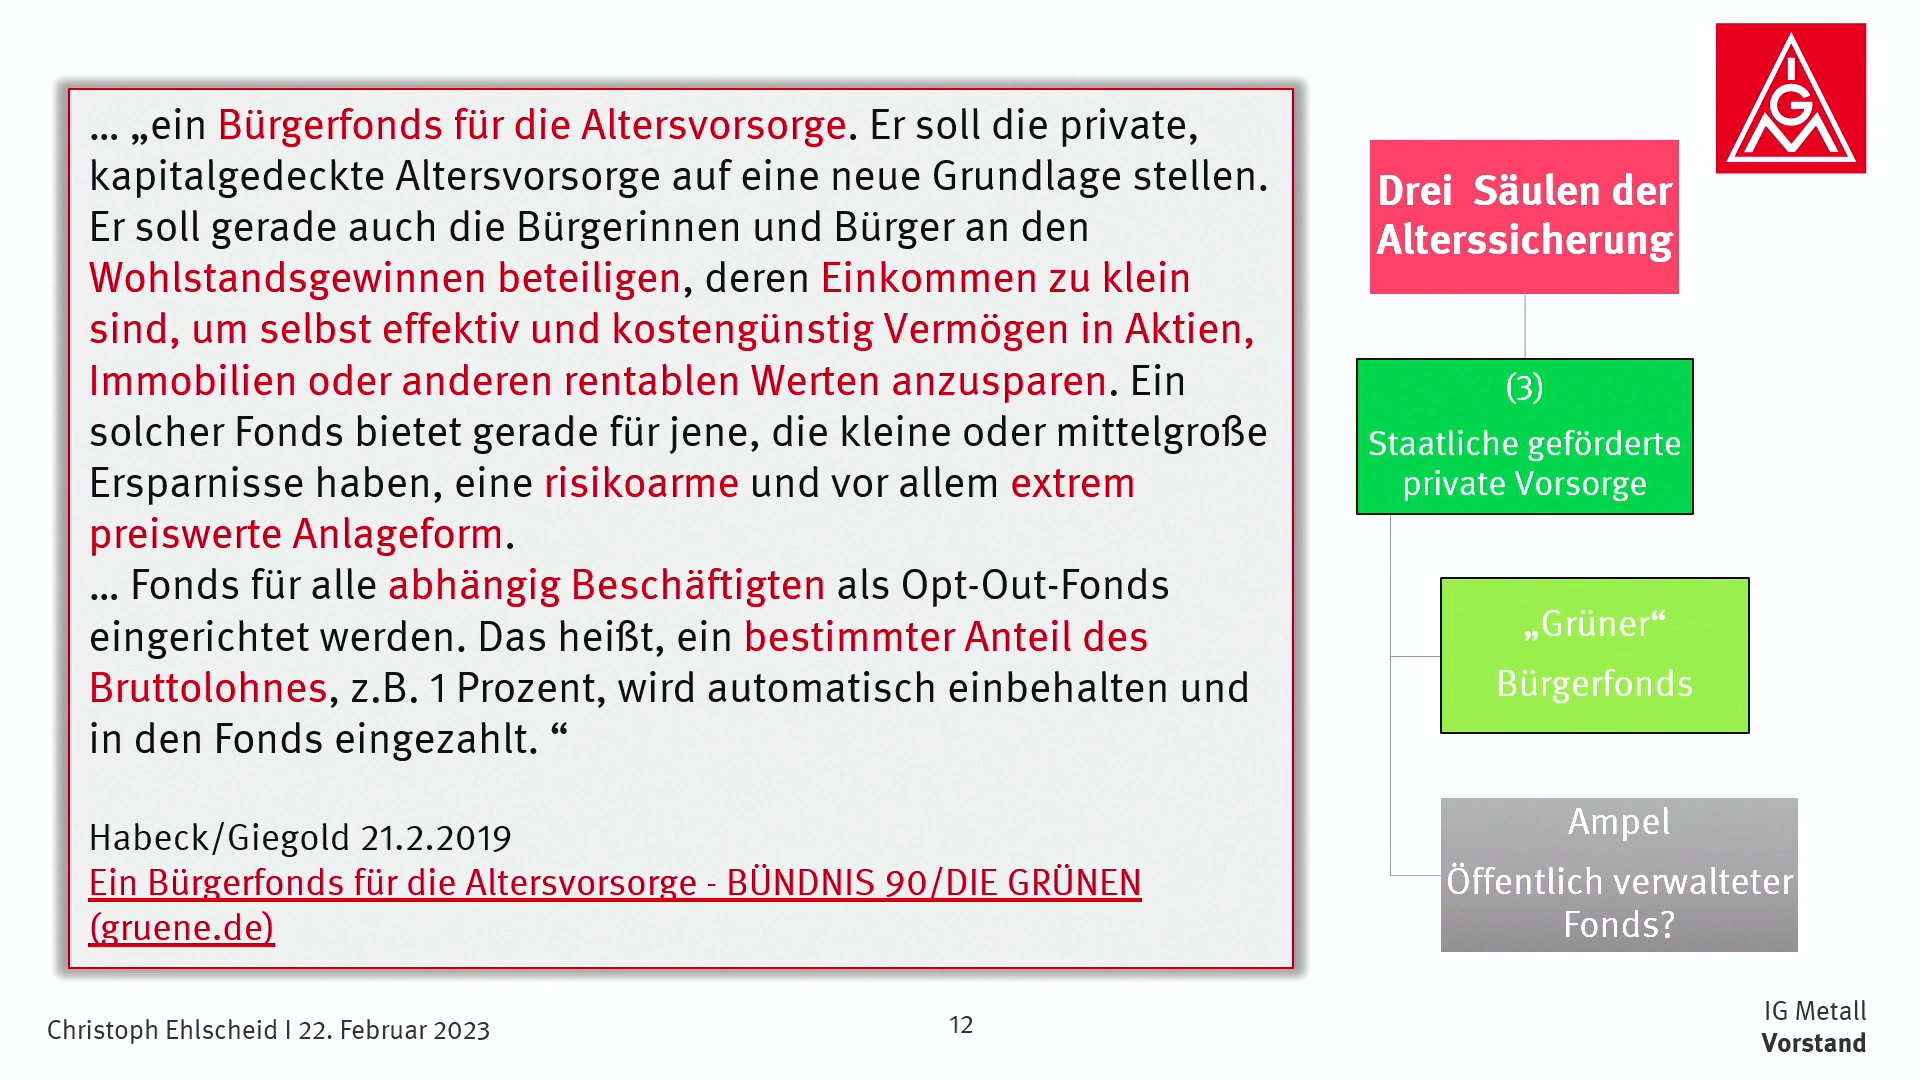 ... „ein Bürgerfonds für die Altersvorsorge. Er soll die private,
kapitalgedeckte Altersvorsorge auf eine neue Grundlage stellen.
Er soll gerade auch die Bürgerinnen und Bürger an den
Wohlstandsgewinnen beteiligen, deren Einkommen zu klein
sind, um selbst effektiv und kostengünstig Vermögen in Aktien,
Immobilien oder anderen rentablen Werten anzusparen. Ein
solcher Fonds bietet gerade für jene, die kleine oder mittelgroße
Ersparnisse haben, eine risikoarme und vor allem extrem
preiswerte Anlageform.
... Fonds für alle abhängig Beschäftigten als Opt-Out-Fonds
eingerichtet werden. Das heißt, ein bestimmter Anteil des
Bruttolohnes, z.B. 1 Prozent, wird automatisch einbehalten und
in den Fonds eingezahlt. “
Habeck/Giegold 21.2.2019
Ein Bürgerfonds für die Altersvorsorge - BÜNDNIS 90/DIE GRÜNEN
(gruene.de)
IGM
Drei Säulen der
Alterssicherung
(3)
Staatliche geförderte
private Vorsorge
„Grüner“
Bürgerfonds
Ampel
Öffentlich verwalteter
Fonds?
Christoph Ehlscheid I 22. Februar 2023
12
IG Metall
Vorstand